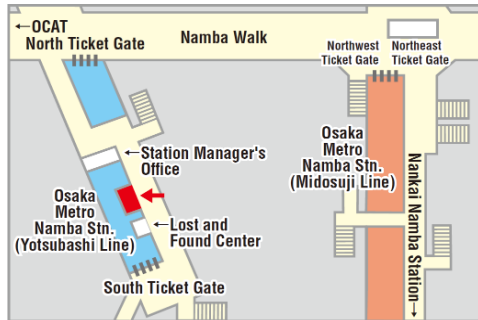 ←OCAT
North Ticket Gate
Namba Walk
Northwest
Ticket Gate
Northeast
Ticket Gate
←Station Manager's
Office
Osaka
Metro
Namba Stn.
(Midosuji Line)
Osaka
Metro
Namba Stn.
(Yotsubashi Line)
←Lost and
Found Center
South Ticket Gate
Nankai Namba Station→